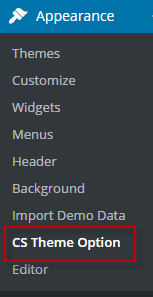 Appearance
Themes
Customize
Widgets
Menus
Header
Background
Import Demo Data
CS Theme Option
Editor